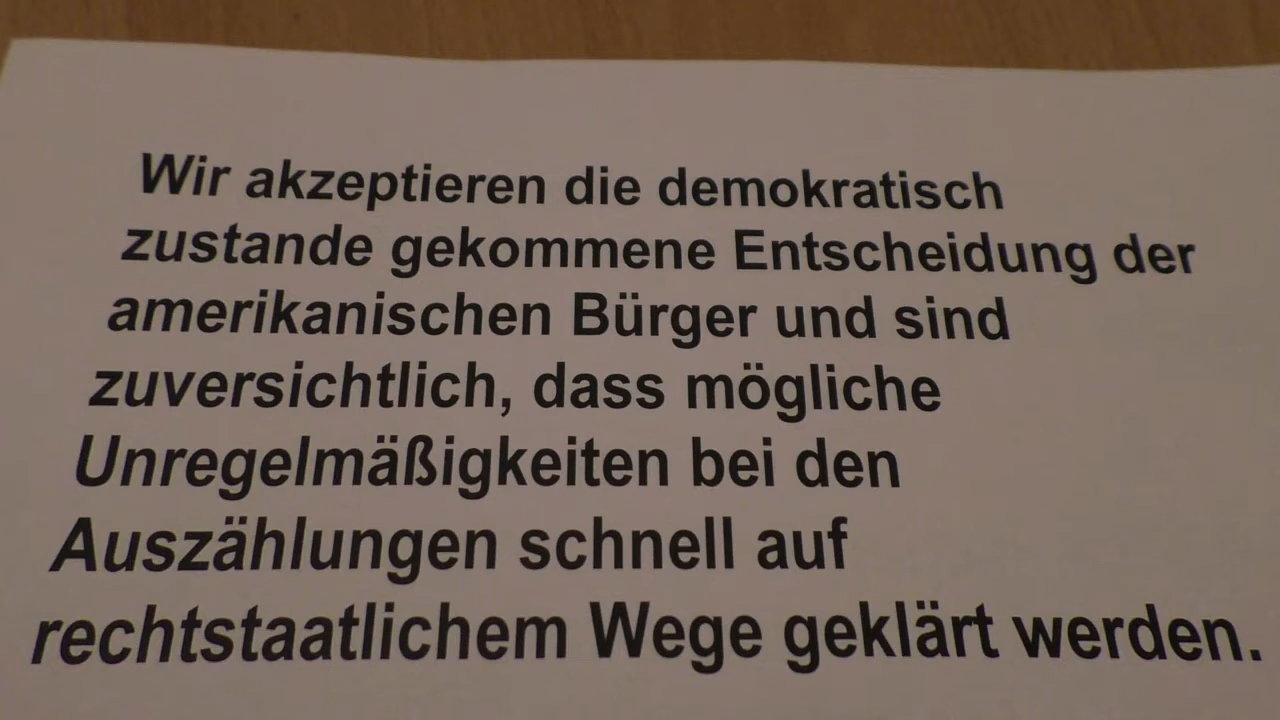 Wir akzeptieren die demokratisch
zustande gekommene Entscheidung der
amerikanischen Bürger und sind
zuversichtlich, dass mögliche
Unregelmäßigkeiten bei den
Auszählungen schnell auf
rechtstaatlichem Wege geklärt werden.